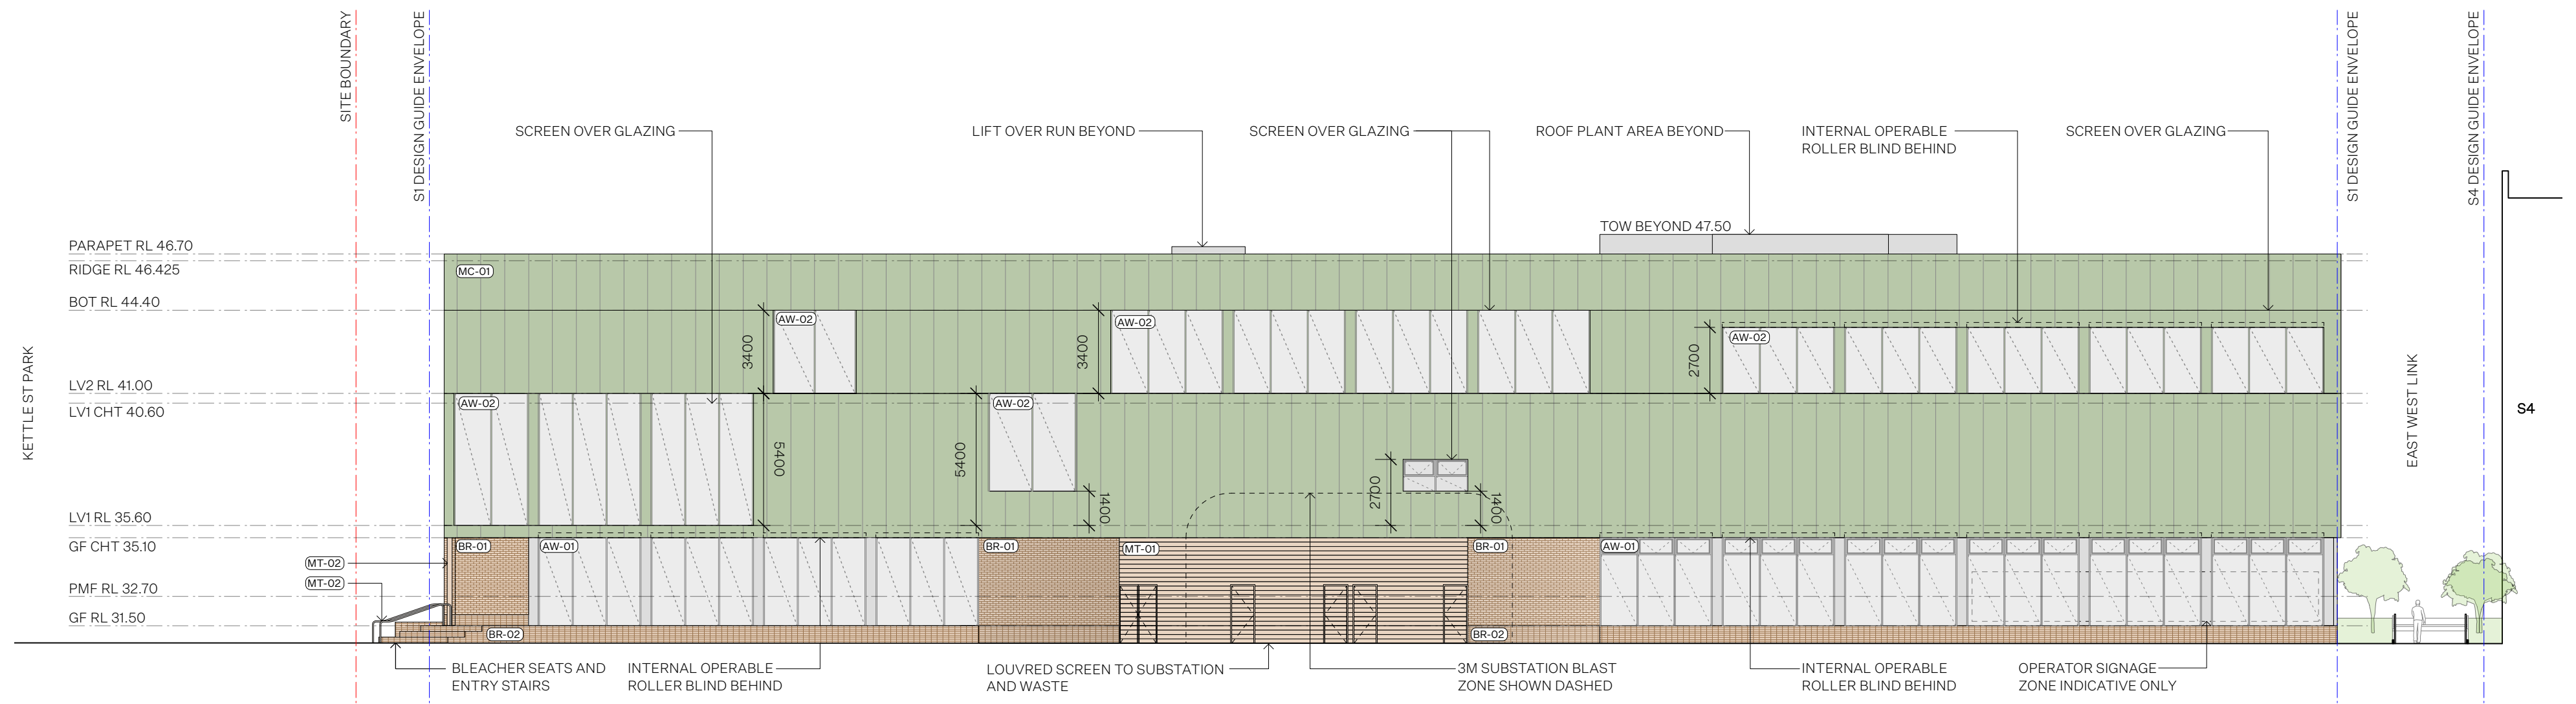 SITE BOUNDARY
S1 DESIGN GUIDE ENVELOPE
S1 DESIGN GUIDE ENVELOPE
S4 DESIGN GUIDE ENVELOPE
SCREEN OVER GLAZING
LIFT OVER RUN BEYOND
SCREEN OVER GLAZING
ROOF PLANT AREA BEYOND
INTERNAL OPERABLE
ROLLER BLIND BEHIND
SCREEN OVER GLAZING
TOW BEYOND 47.50
PARAPET RL 46.70
RIDGE RL 46.425
MC-01
BOT RL 44.40
AW-02
AW-02
AW-02
3400
3400
2700
KETTLE ST PARK
EAST WEST LINK
S4
LV2 RL 41.00
LV1 CHT 40.60
AW-02
AW-02
5400
5400
1400
2700
1400
LV1 RL 35.60
GF CHT 35.10
BR-01
AW-01
BR-01
MT-01
BR-01
AW-01
MT-02
MT-02
PMF RL 32.70
GF RL 31.50
BR-02
BR-02
BLEACHER SEATS AND
ENTRY STAIRS
INTERNAL OPERABLE
ROLLER BLIND BEHIND
LOUVRED SCREEN TO SUBSTATION
AND WASTE
3M SUBSTATION BLAST
ZONE SHOWN DASHED
INTERNAL OPERABLE
ROLLER BLIND BEHIND
OPERATOR SIGNAGE
ZONE INDICATIVE ONLY